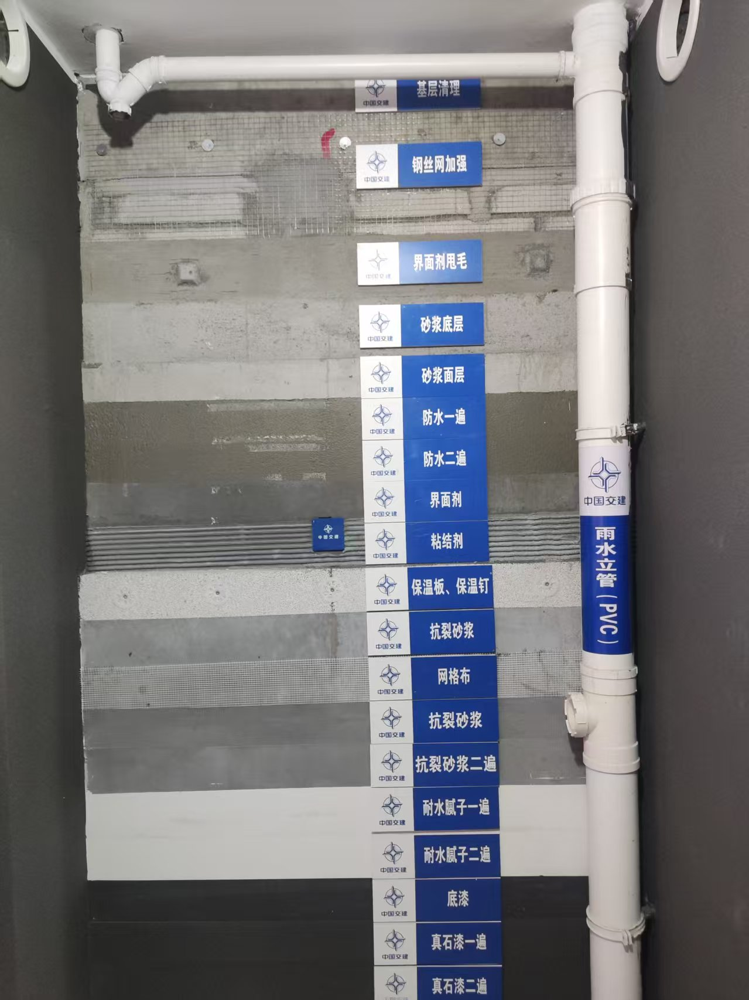 中国交建
基层清理
中国交建
钢丝网加强
中国交建
界面剂甩毛
中国交建
砂浆底层
中国交建
砂浆面层
中国交建
防水一遍
中国交建
防水二遍
中国交建
界面剂
中国交建
中国交建
粘结剂
中国交建
保温板、保温钉
中国交建
抗裂砂浆
中国交建
网格布
中国交建
抗裂砂浆
中国交建
抗裂砂浆二遍
中国交建
耐水腻子一遍
中国交建
耐水腻子二遍
中国交建
底漆
中国交建
真石漆一遍
真石漆二遍
中国交建
雨水立管（PVC）